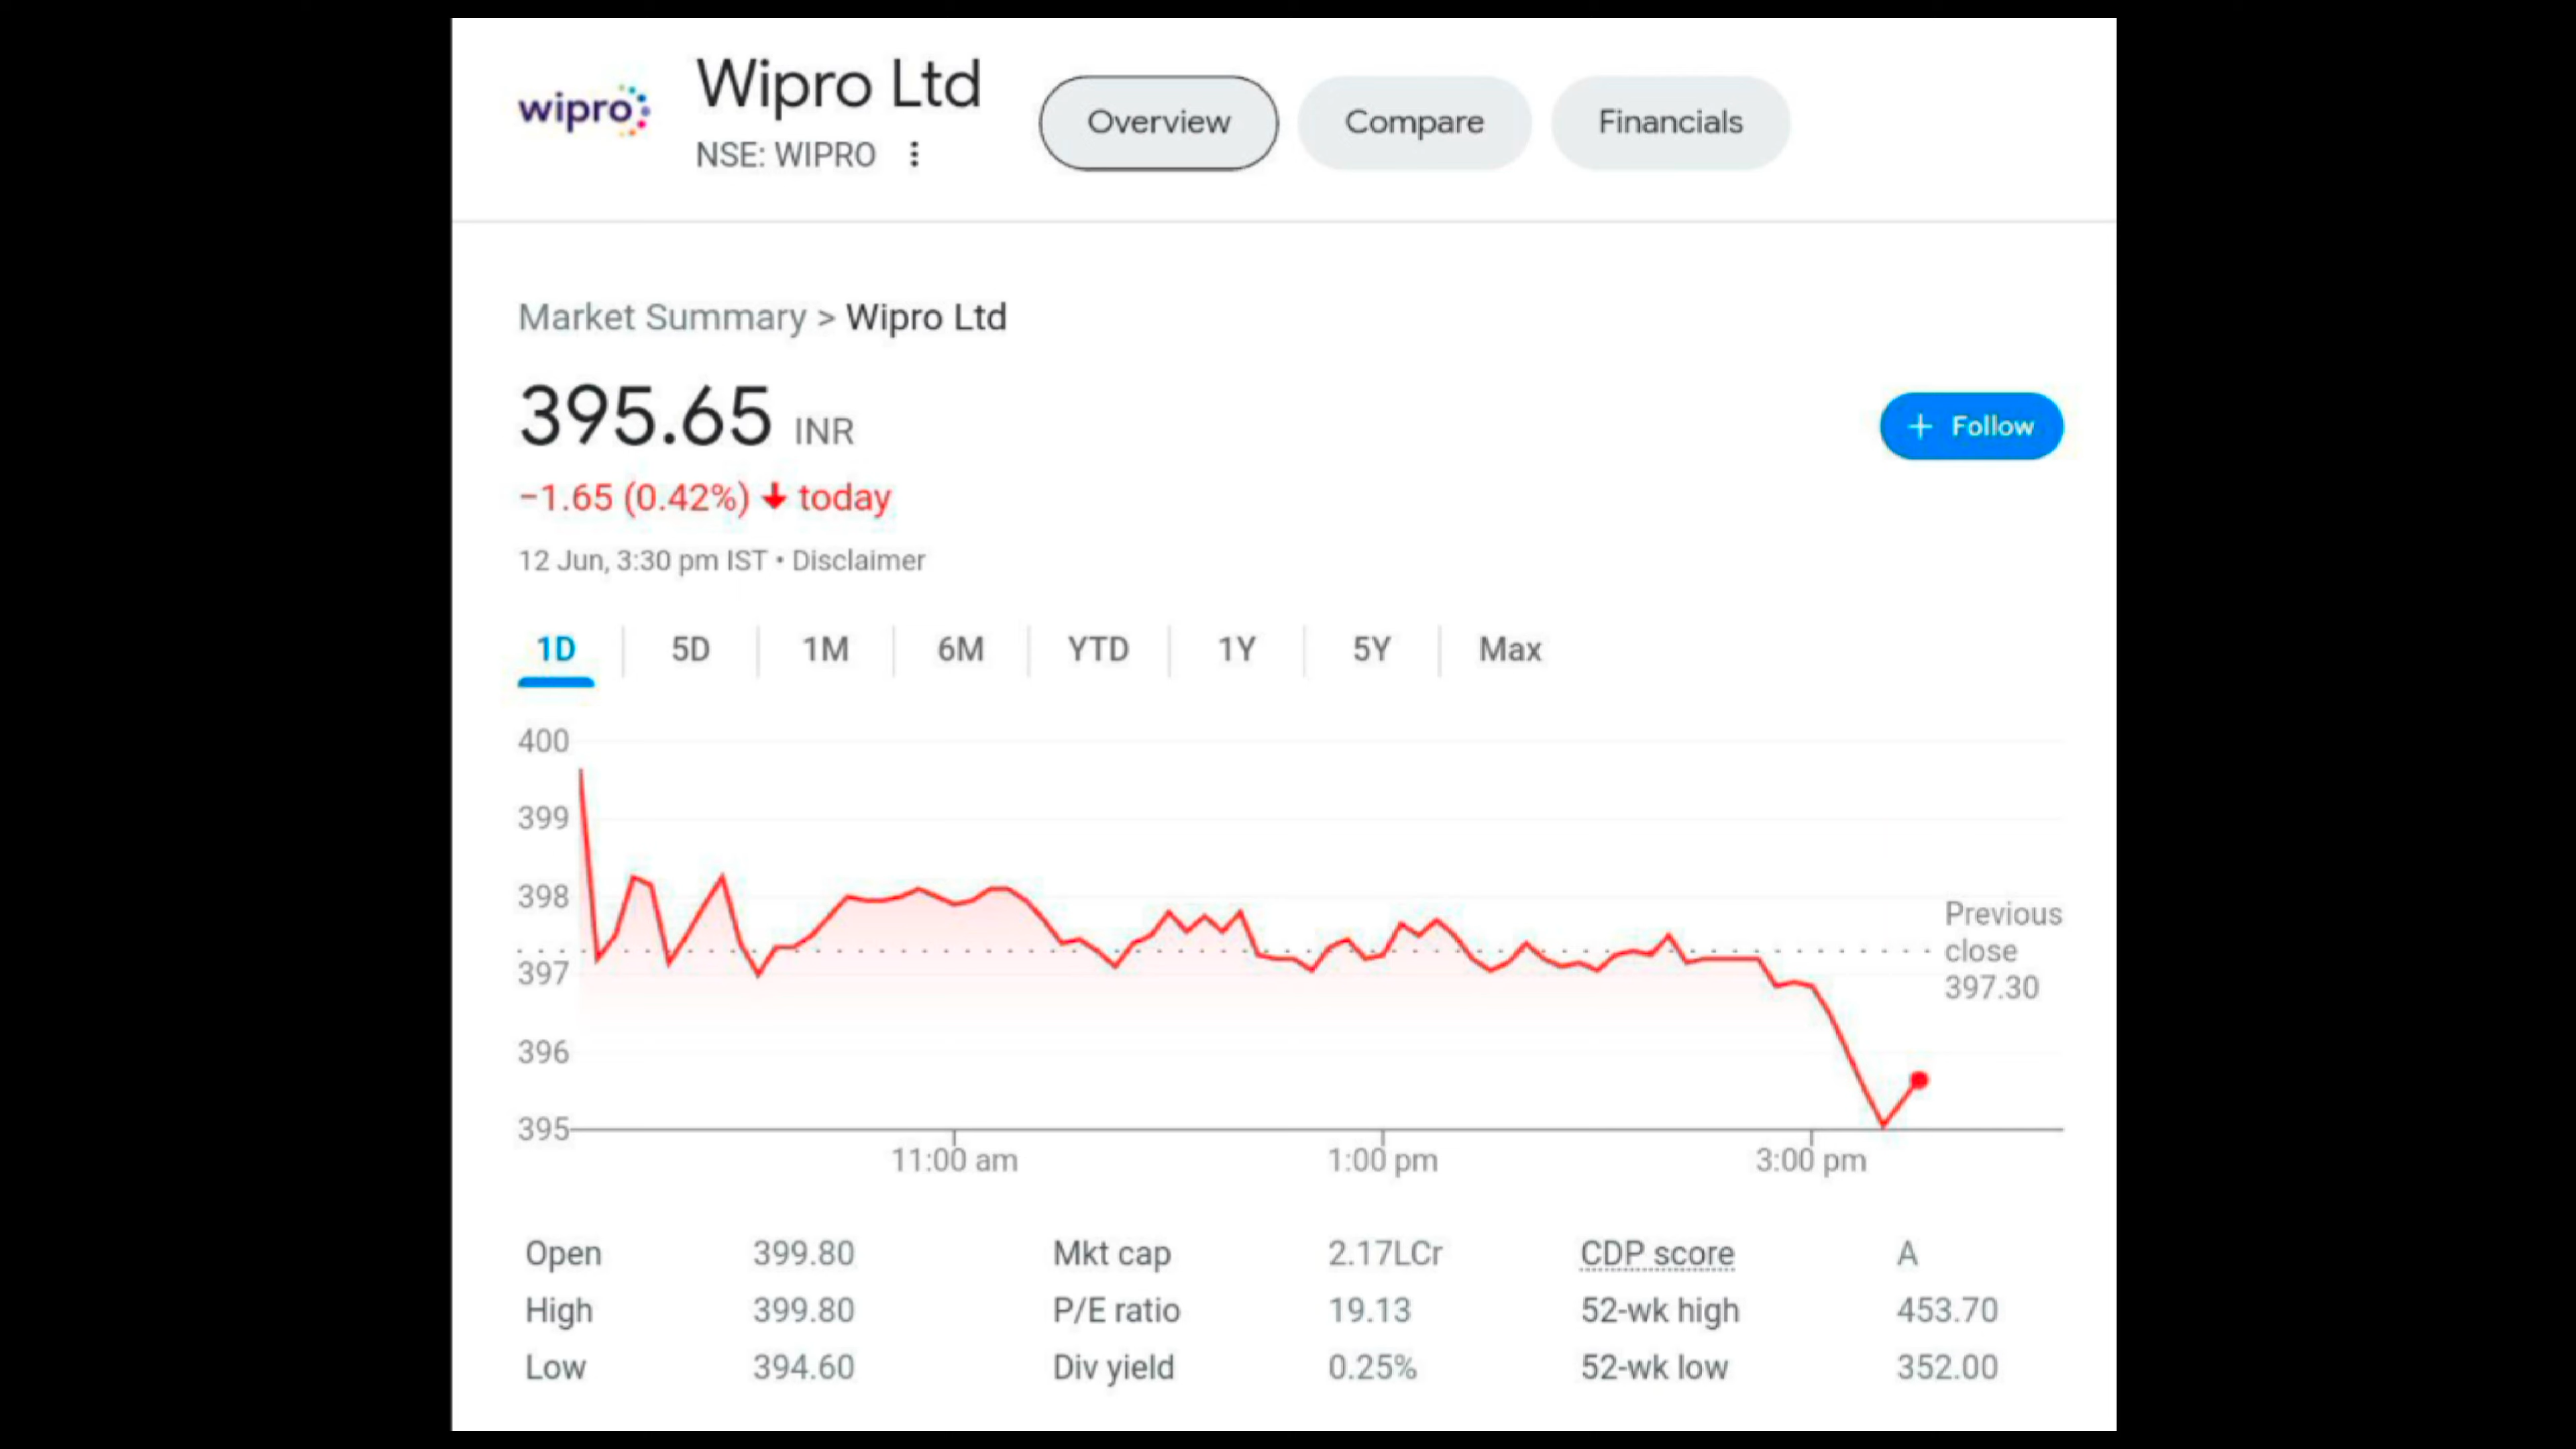 wipro
Wipro Ltd
NSE: WIPRO
Overview
Compare
Financials
Market Summary > Wipro Ltd
395.65 INR
+ Follow
−1.65 (0.42%) ↓ today
12 Jun, 3:30 pm IST • Disclaimer
1D 5D 1M 6M YTD 1Y 5Y Max
400
399
398
397
396
395
Previous
close
397.30
11:00 am 1:00 pm 3:00 pm
Open 399.80 Mkt cap 2.17LCr CDP score A
High 399.80 P/E ratio 19.13 52-wk high 453.70
Low 394.60 Div yield 0.25% 52-wk low 352.00